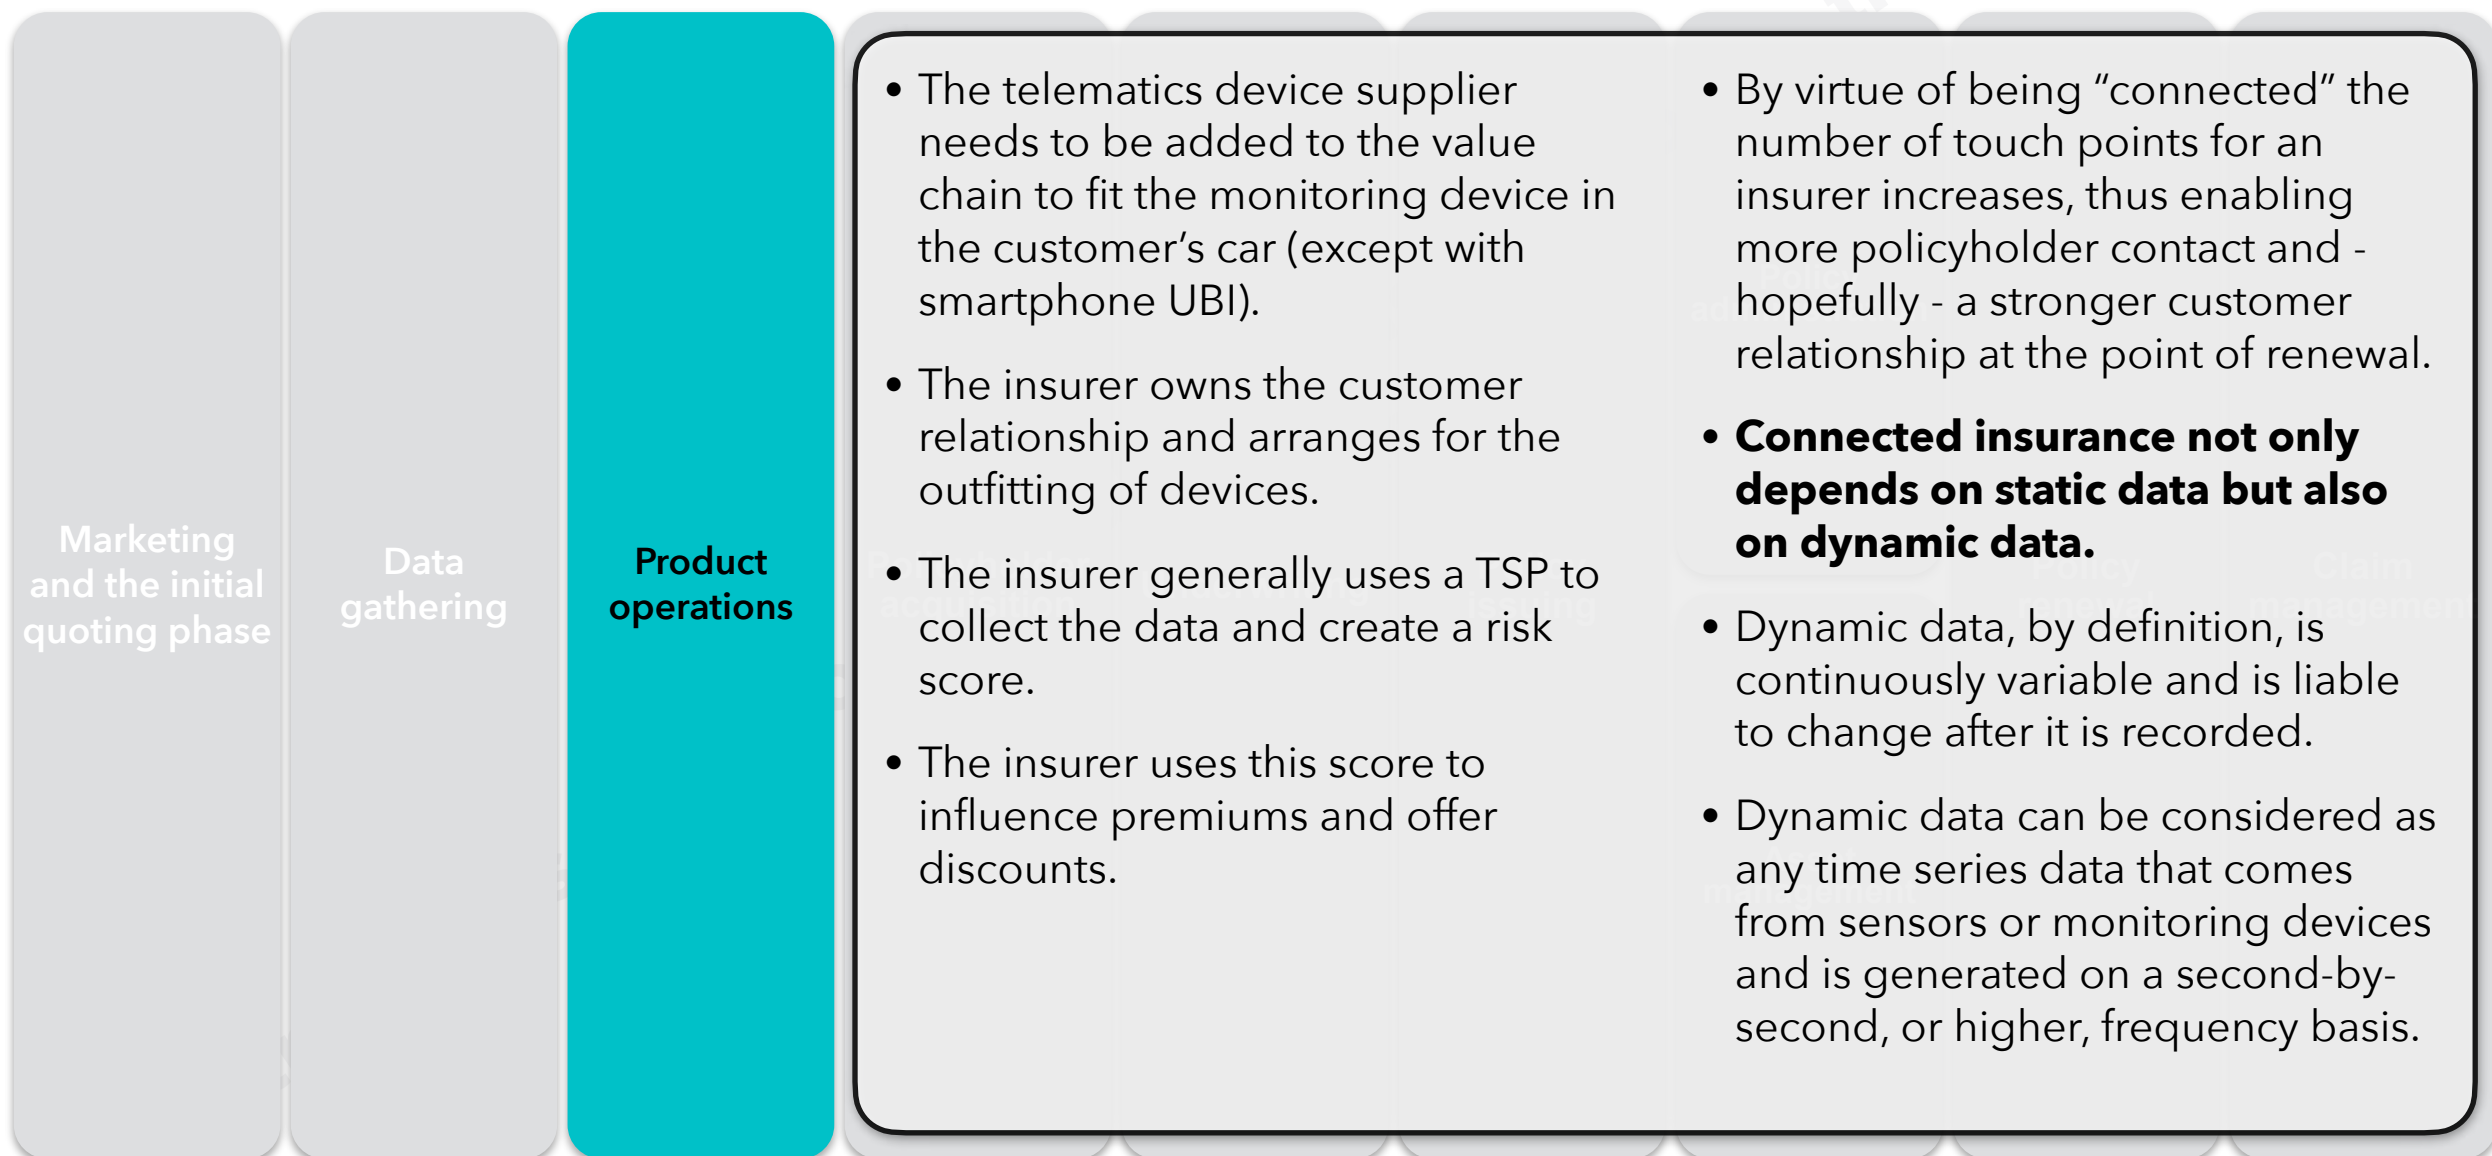 Marketing
and the initial
quoting phase
Data
gathering
Product
operations
• The telematics device supplier
needs to be added to the value
chain to fit the monitoring device in
the customer’s car (except with
smartphone UBI).
• The insurer owns the customer
relationship and arranges for the
outfitting of devices.
• The insurer generally uses a TSP to
collect the data and create a risk
score.
• The insurer uses this score to
influence premiums and offer
discounts.
• By virtue of being “connected” the
number of touch points for an
insurer increases, thus enabling
more policyholder contact and -
hopefully - a stronger customer
relationship at the point of renewal.
• Connected insurance not only
depends on static data but also
on dynamic data.
• Dynamic data, by definition, is
continuously variable and is liable
to change after it is recorded.
• Dynamic data can be considered as
any time series data that comes
from sensors or monitoring devices
and is generated on a second-by-
second, or higher, frequency basis.
acquisition
Issuing
Policy
management
Policy
renewal
Claim
management